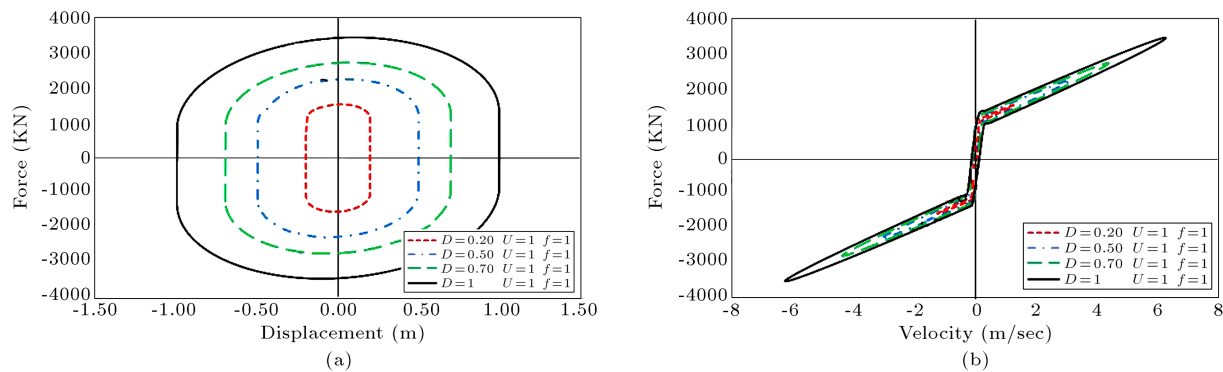 4000
3000
2000
1000
0
-1000
-2000
-3000
-4000
Force (KN)
-1.50
-1.00
-0.50
0.00
0.50
1.00
1.50
Displacement (m)
D=0.20 U=1 f=1
D=0.50 U=1 f=1
D=0.70 U=1 f=1
D=1 U=1 f=1
(a)
4000
3000
2000
1000
0
-1000
-2000
-3000
-4000
Force (KN)
-8
-6
-4
-2
0
2
4
6
8
Velocity (m/sec)
D=0.20 U=1 f=1
D=0.50 U=1 f=1
D=0.70 U=1 f=1
D=1 U=1 f=1
(b)